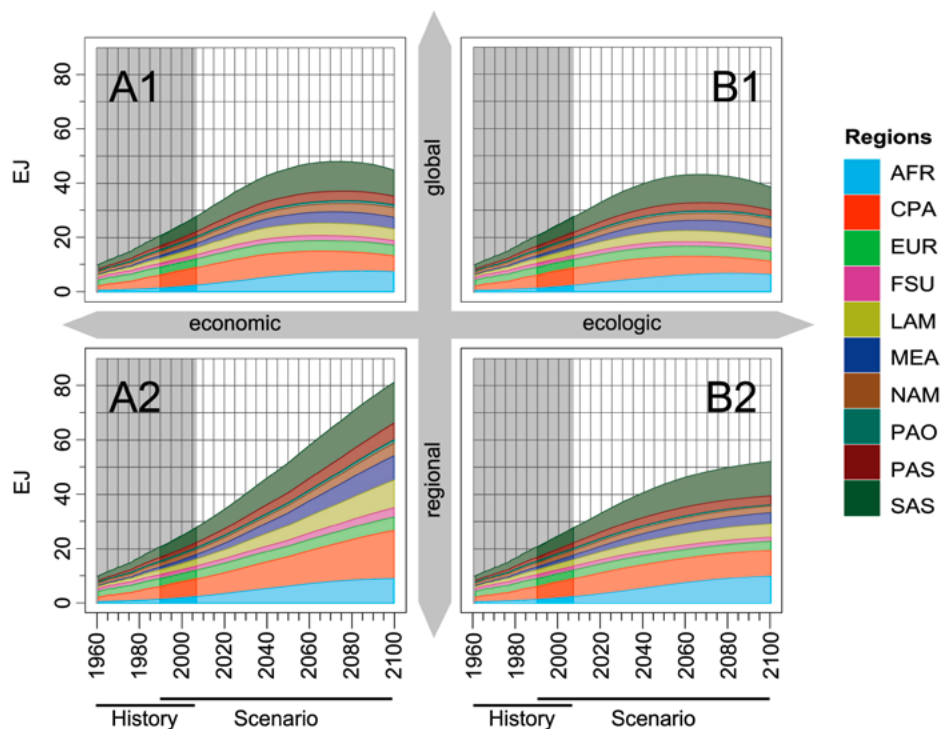 A1
B1
EJ
0 20 40 60 80
global
economic
ecologic
A2
B2
EJ
0 20 40 60 80
regional
1960 1980 2000 2020 2040 2060 2080 2100
1960 1980 2000 2020 2040 2060 2080 2100
History
Scenario
History
Scenario
Regions
AFR
CPA
EUR
FSU
LAM
MEA
NAM
PAO
PAS
SAS